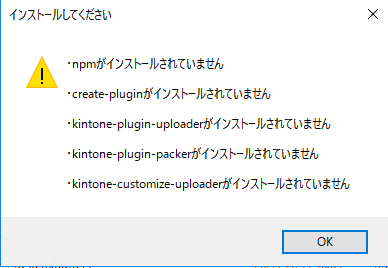 インストールしてください
・npmがインストールされていません
・create-pluginがインストールされていません
・kintone-plugin-uploaderがインストールされていません
・kintone-plugin-packerがインストールされていません
・kintone-customize-uploaderがインストールされていません
OK